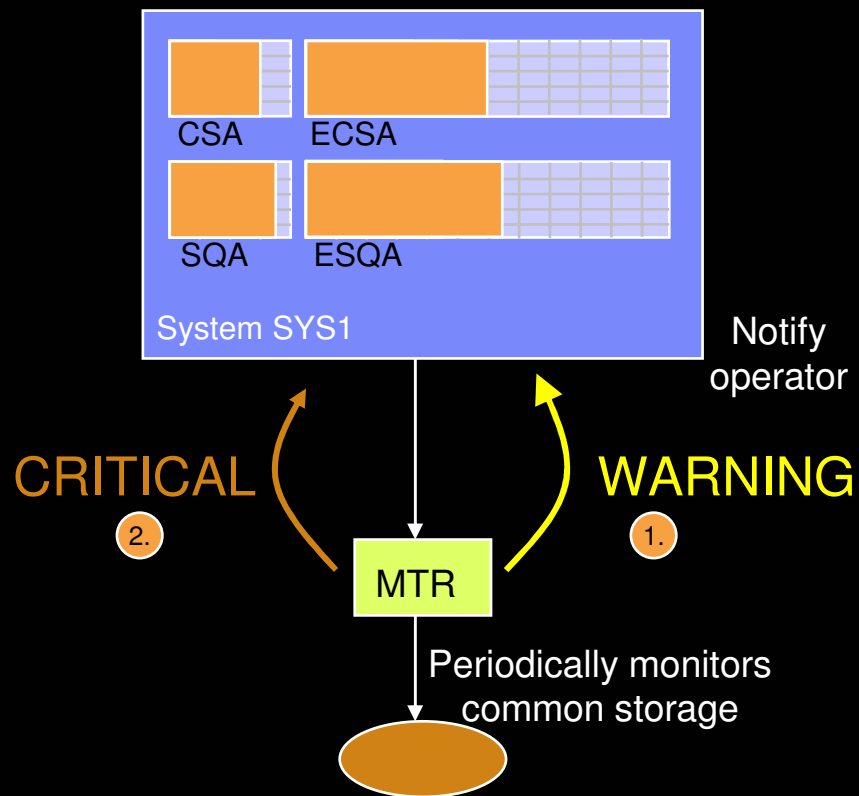 CSA ECSA
SQA ESQA
System SYS1
Notify
operator
CRITICAL WARNING
2. 1.
MTR
Periodically monitors
common storage